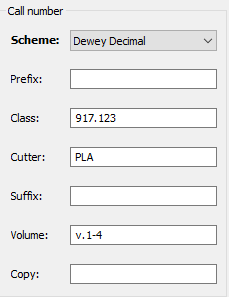 Call number
Scheme: Dewey Decimal
Prefix:
Class: 917.123
Cutter: PLA
Suffix:
Volume: v.1-4
Copy: